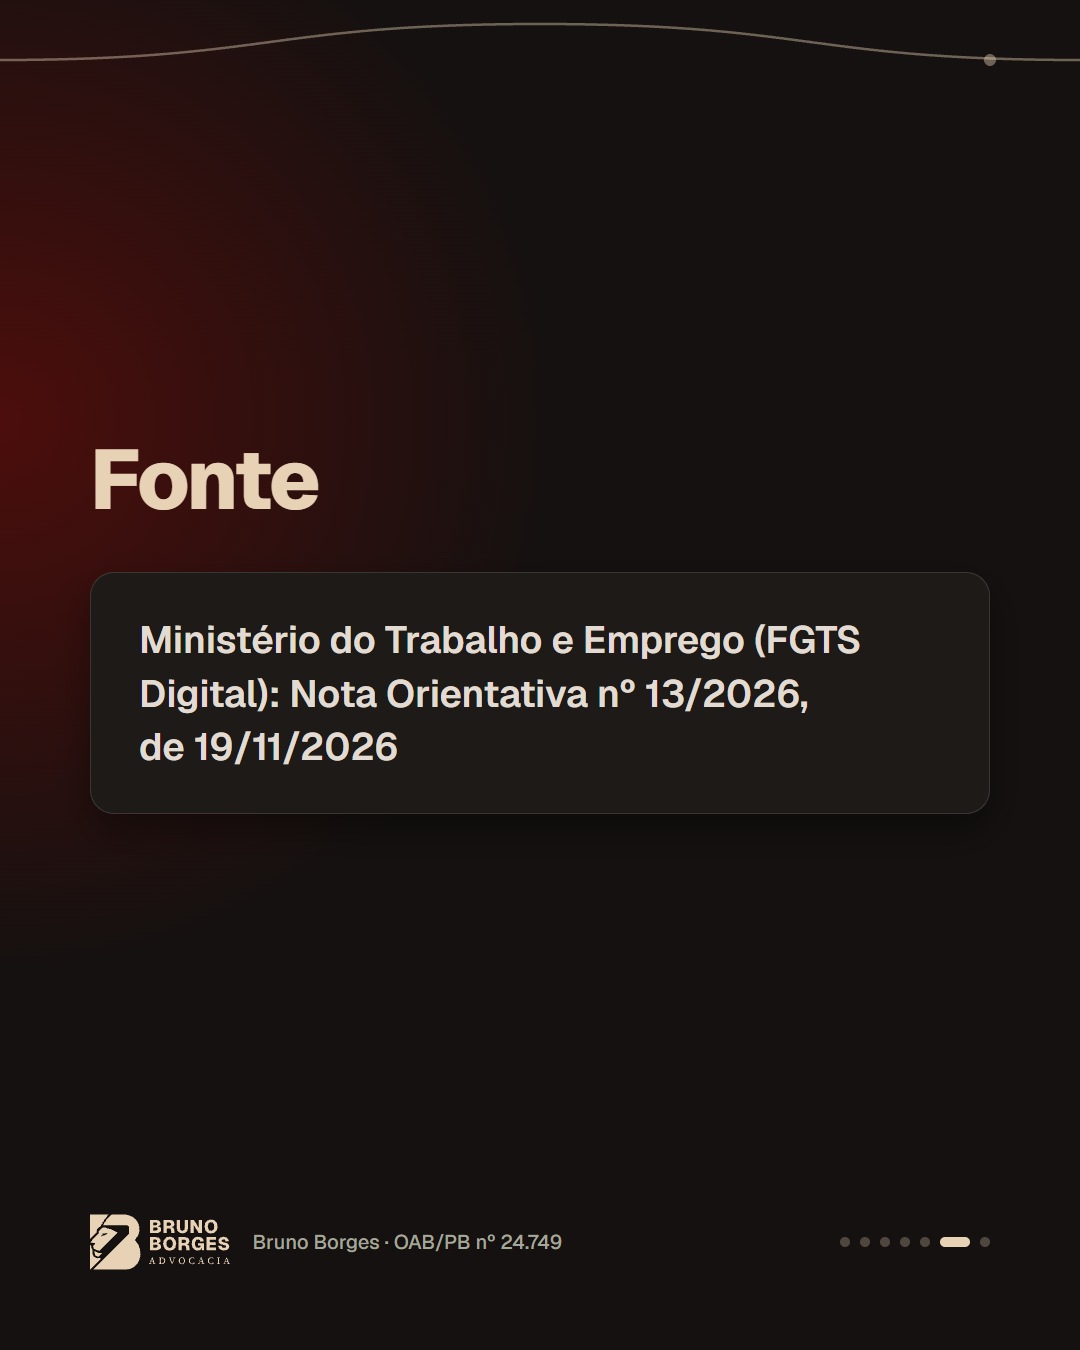 Fonte
Ministério do Trabalho e Emprego (FGTS
Digital): Nota Orientativa nº 13/2026,
de 19/11/2026
BRUNO
BORGES
ADVOCACIA
Bruno Borges · OAB/PB nº 24.749